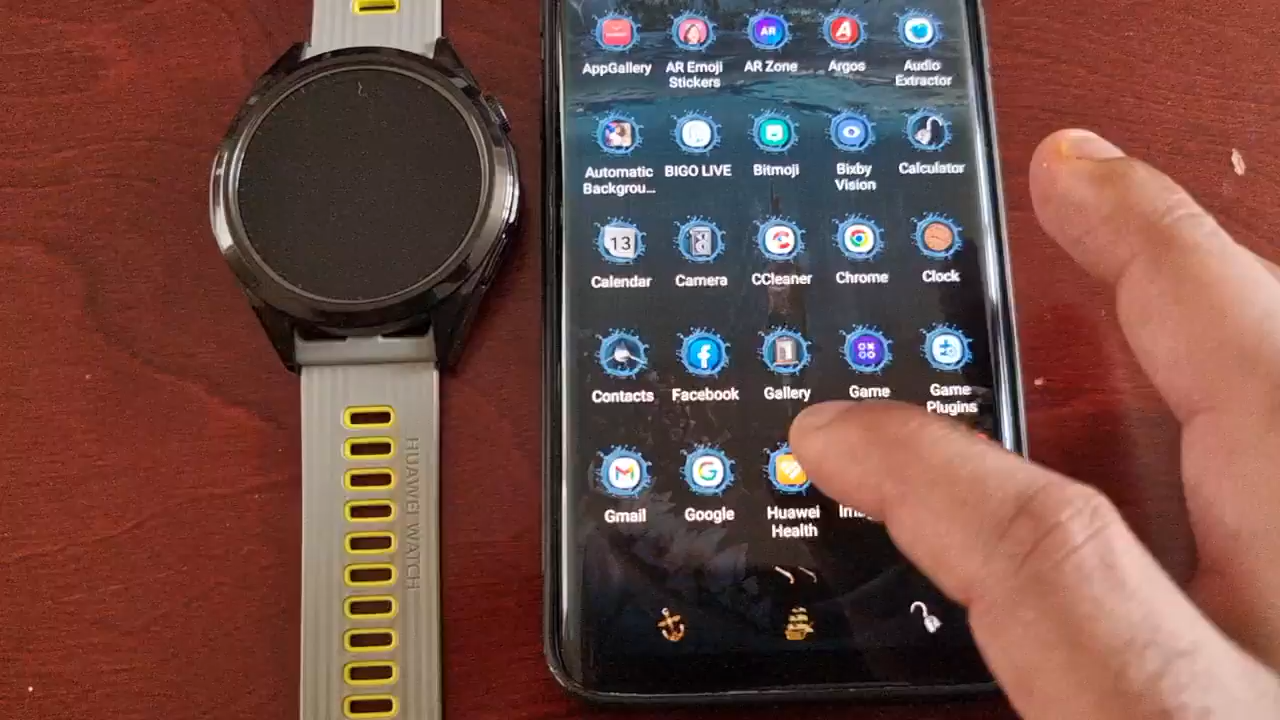 AppGallery
AR Emoji
Stickers
AR
AR Zone
A
Argos
Audio
Extractor
Automatic
Backgrou...
BIGO LIVE
Bitmoji
Bixby
Vision
Calculator
13
Calendar
Camera
CCleaner
Chrome
Clock
Contacts
Facebook
Gallery
Game
Game
Plugins
Gmail
G
Google
Huawei
Health
HUAWEI WATCH